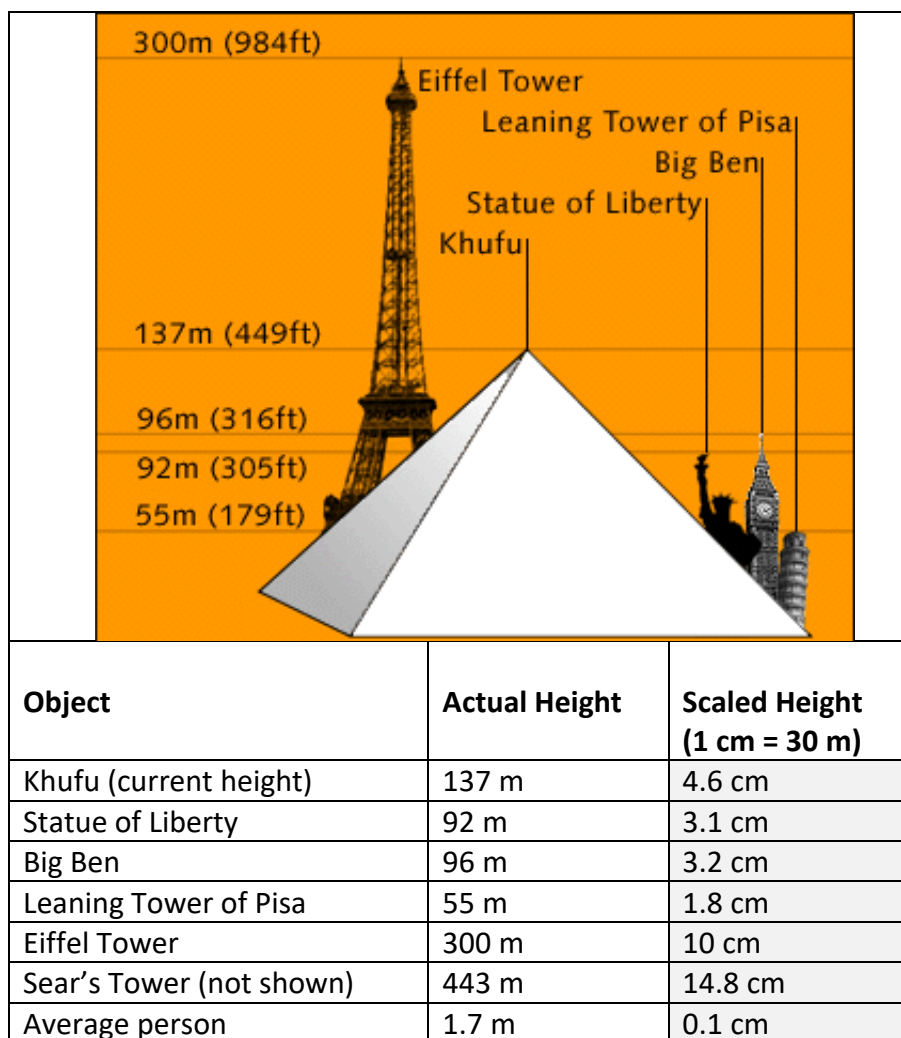 300m (984ft)
Eiffel Tower
Leaning Tower of Pisa
Big Ben
Statue of Liberty
Khufu
137m (449ft)
96m (316ft)
92m (305ft)
55m (179ft)
Object Actual Height Scaled Height
(1 cm = 30 m)
Khufu (current height) 137 m 4.6 cm
Statue of Liberty 92 m 3.1 cm
Big Ben 96 m 3.2 cm
Leaning Tower of Pisa 55 m 1.8 cm
Eiffel Tower 300 m 10 cm
Sear’s Tower (not shown) 443 m 14.8 cm
Average person 1.7 m 0.1 cm